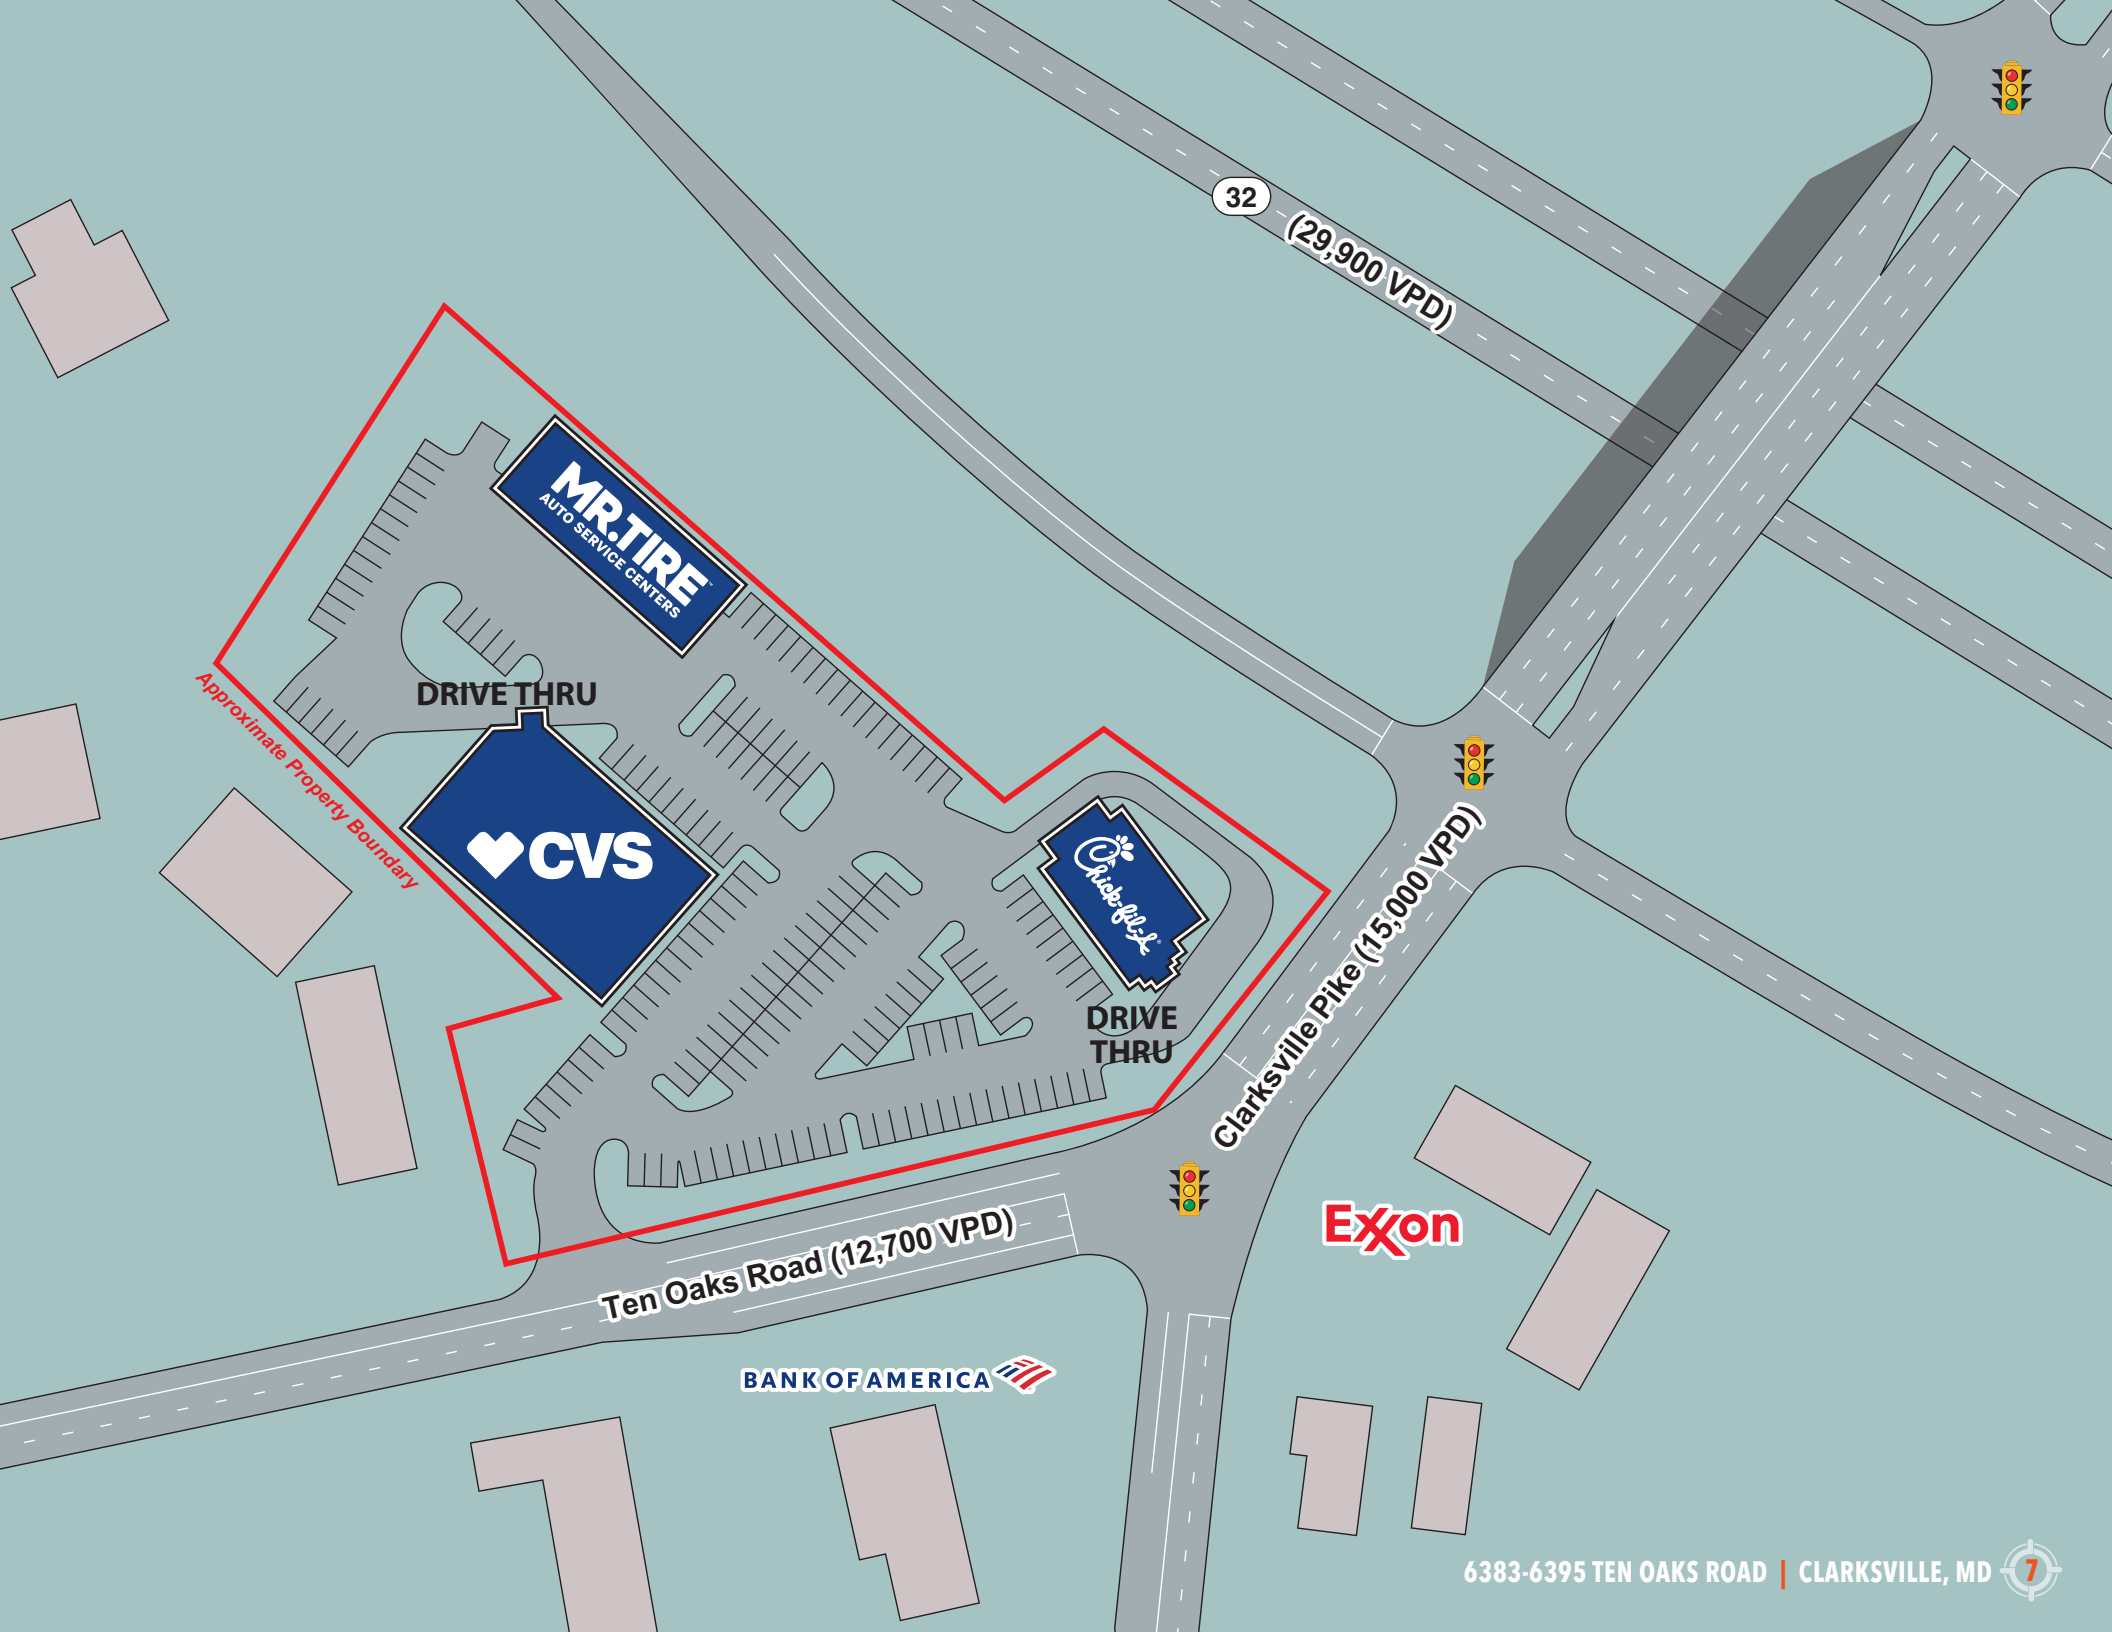 32
(29,900 VPD)
MR.TIRE
AUTO SERVICE CENTERS
DRIVE THRU
Approximate Property Boundary
CVS
Chick-fil-A
DRIVE
THRU
Clarksville Pike (15,000 VPD)
Ten Oaks Road (12,700 VPD)
Exxon
BANK OF AMERICA
6383-6395 TEN OAKS ROAD | CLARKSVILLE, MD 7